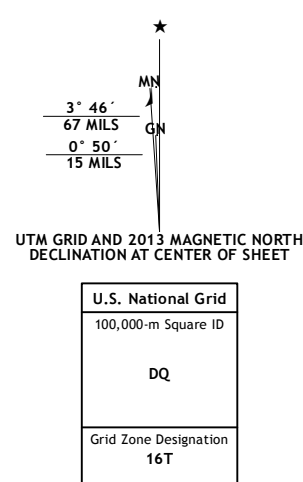 ★
MN
3° 46´
67 MILS
GN
0° 50´
15 MILS
UTM GRID AND 2013 MAGNETIC NORTH
DECLINATION AT CENTER OF SHEET
U.S. National Grid
100,000-m Square ID
DQ
Grid Zone Designation
16T